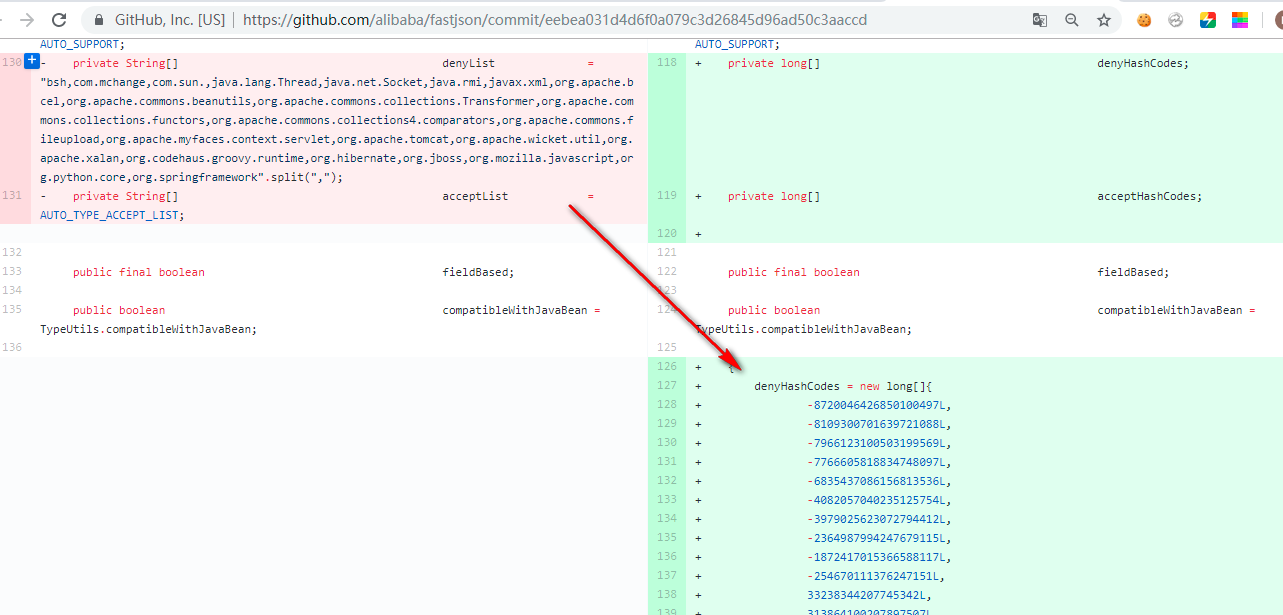 GitHub, Inc. [US] | https://github.com/alibaba/fastjson/commit/eebea031d4d6f0a079c3d26845d96ad50c3aaccd
AUTO_SUPPORT;
130 - private String[] denyList =
"bsh,com.mchange,com.sun.,java.lang.Thread,java.net.Socket,java.rmi,javax.xml,org.apache.b
cel,org.apache.commons.beanutils,org.apache.commons.collections.Transformer,org.apache.com
mons.collections.functors,org.apache.commons.collections4.comparators,org.apache.commons.f
ileupload,org.apache.myfaces.context.servlet,org.apache.tomcat,org.apache.wicket.util,org.
apache.xalan,org.codehaus.groovy.runtime,org.hibernate,org.jboss,org.mozilla.javascript,or
g.python.core,org.springframework".split(",");
131 - private String[] acceptList =
AUTO_TYPE_ACCEPT_LIST;
132
133 public final boolean fieldBased;
134
135 public boolean compatibleWithJavaBean =
TypeUtils.compatibleWithJavaBean;
136
AUTO_SUPPORT;
118 + private long[] denyHashCodes;
119 + private long[] acceptHashCodes;
120 +
121
122 public final boolean fieldBased;
123
124 public boolean compatibleWithJavaBean =
TypeUtils.compatibleWithJavaBean;
125
126 + {
127 + denyHashCodes = new long[]{
128 + -8720046426850100497L,
129 + -8109300701639721088L,
130 + -7966123100503199569L,
131 + -7766605818834748097L,
132 + -6835437086156813536L,
133 + -4082057040235125754L,
134 + -3979025623072794412L,
135 + -2364987994247679115L,
136 + -1872417015366588117L,
137 + -254670111376247151L,
138 + 33238344207745342L,
139 + 313864100207897507L